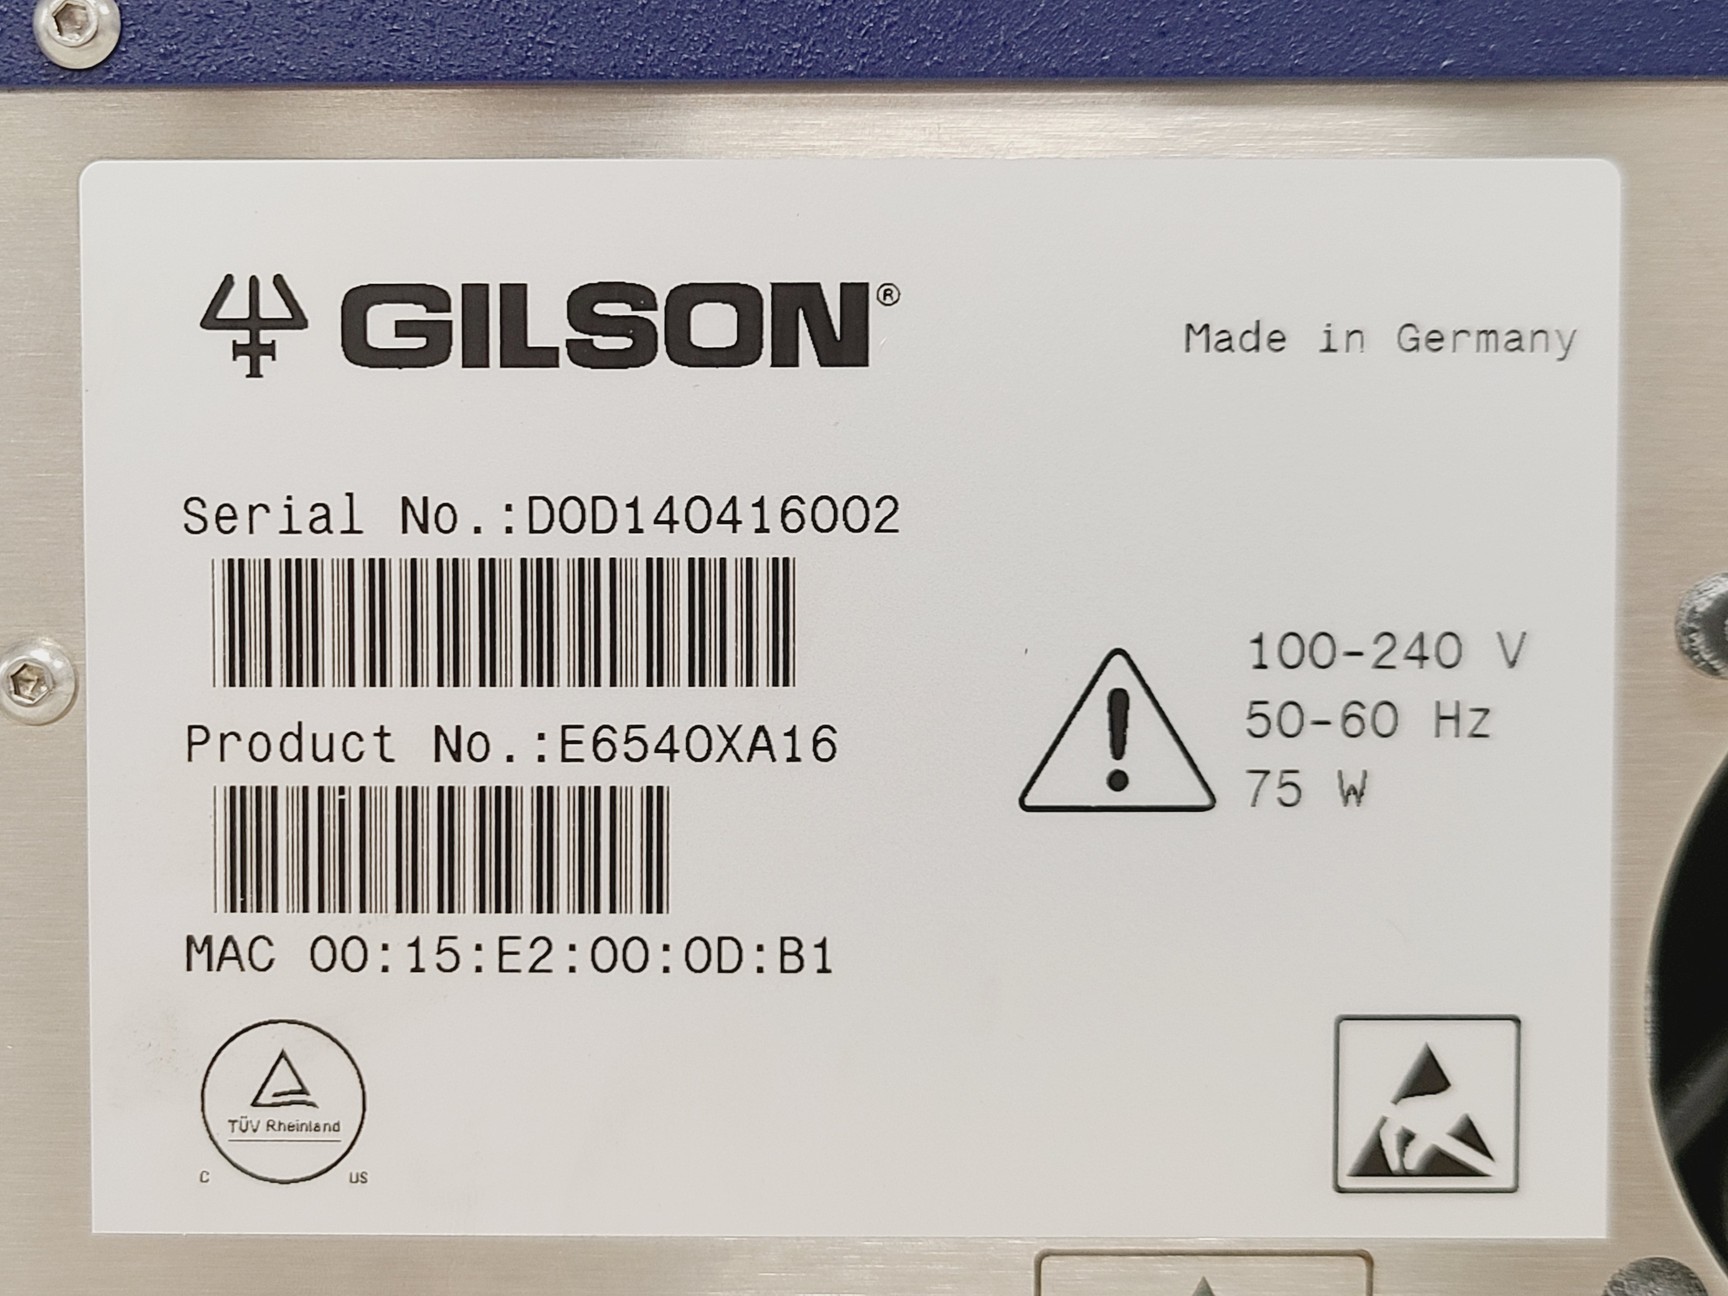 GILSON®
Made in Germany
Serial No.:D0D140416002
Product No.:E6540XA16
MAC 00:15:E2:00:0D:B1
100-240 V
50-60 Hz
75 W
TÜV Rheinland
C US